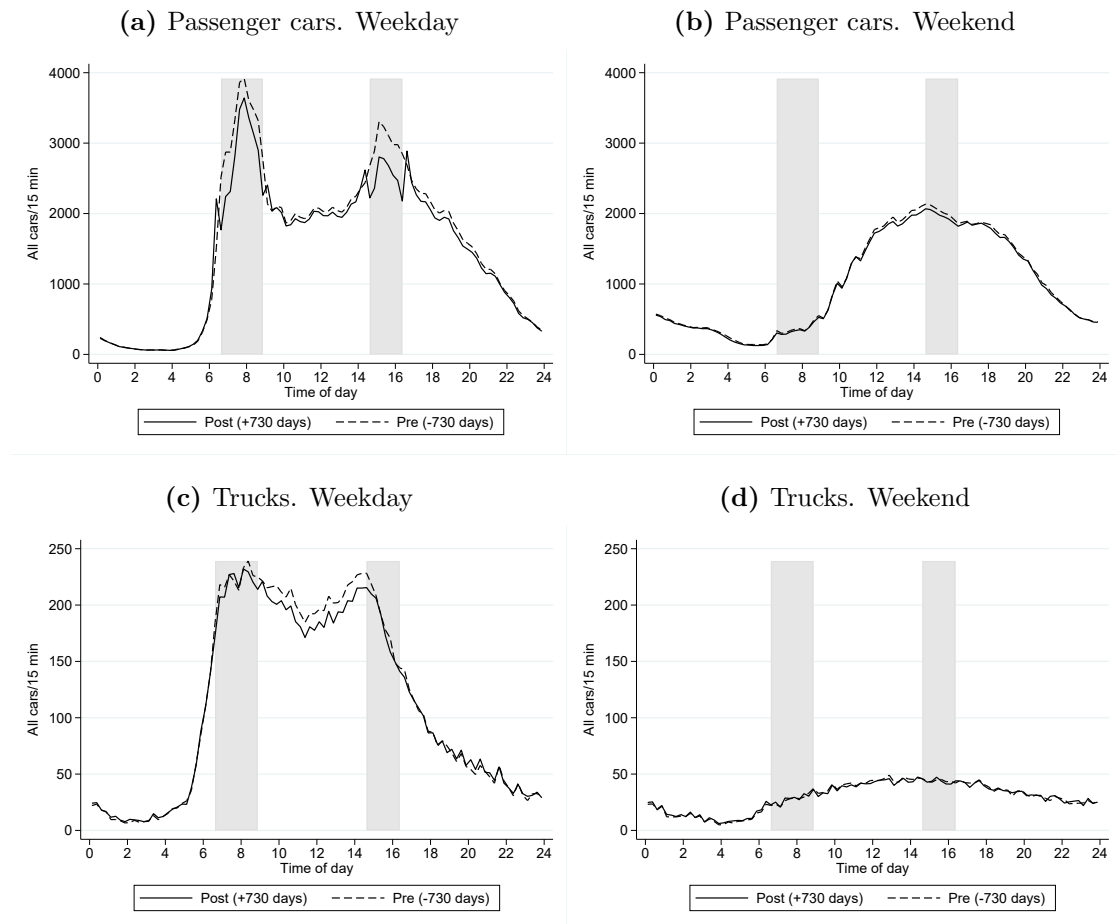 (a) Passenger cars. Weekday
4000
3000
2000
1000
0
All cars/15 min
0 2 4 6 8 10 12 14 16 18 20 22 24
Time of day
Post (+730 days) Pre (-730 days)
(b) Passenger cars. Weekend
4000
3000
2000
1000
0
All cars/15 min
0 2 4 6 8 10 12 14 16 18 20 22 24
Time of day
Post (+730 days) Pre (-730 days)
(c) Trucks. Weekday
250
200
150
100
50
0
All cars/15 min
0 2 4 6 8 10 12 14 16 18 20 22 24
Time of day
Post (+730 days) Pre (-730 days)
(d) Trucks. Weekend
250
200
150
100
50
0
All cars/15 min
0 2 4 6 8 10 12 14 16 18 20 22 24
Time of day
Post (+730 days) Pre (-730 days)